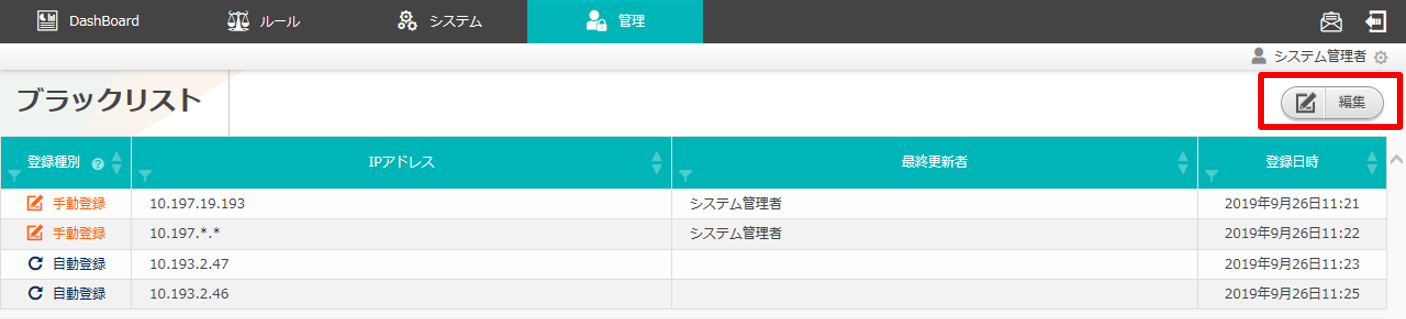 DashBoard ルール システム 管理
システム管理者
ブラックリスト
編集
登録種別 ? IPアドレス 最終更新者 登録日時
手動登録 10.197.19.193 システム管理者 2019年9月26日11:21
手動登録 10.197.*.* システム管理者 2019年9月26日11:22
自動登録 10.193.2.47 2019年9月26日11:23
自動登録 10.193.2.46 2019年9月26日11:25